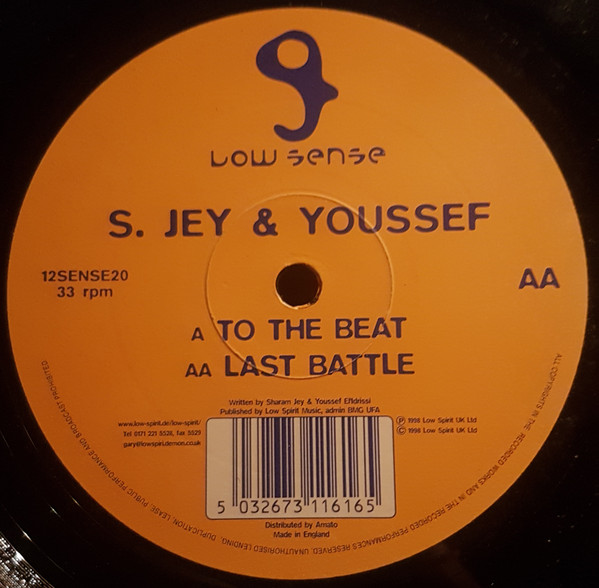 Low sense
S. JEY & YOUSSEF
12SENSE20
33 rpm
AA
A TO THE BEAT
AA LAST BATTLE
Written by Sharam Jey & Youssef Elldrissi
Published by Low Spirit Music, admin BMG UFA
www.low-spirit.de/low-spirit/
Tel 0171 221 5528, fax 5529
gary@lowspiri.demon.co.uk
℗ 1998 Low Spirit UK Ltd
© 1998 Low Spirit UK Ltd
5 032673 116165
Distributed by Amato
Made in England
ALL COPYRIGHTS IN THE RECORDED WORKS AND IN THE RECORDED PERFORMANCES RESERVED. UNAUTHORISED LENDING, DUPLICATION, LEASE, PUBLIC PERFORMANCE AND BROADCAST PROHIBITED